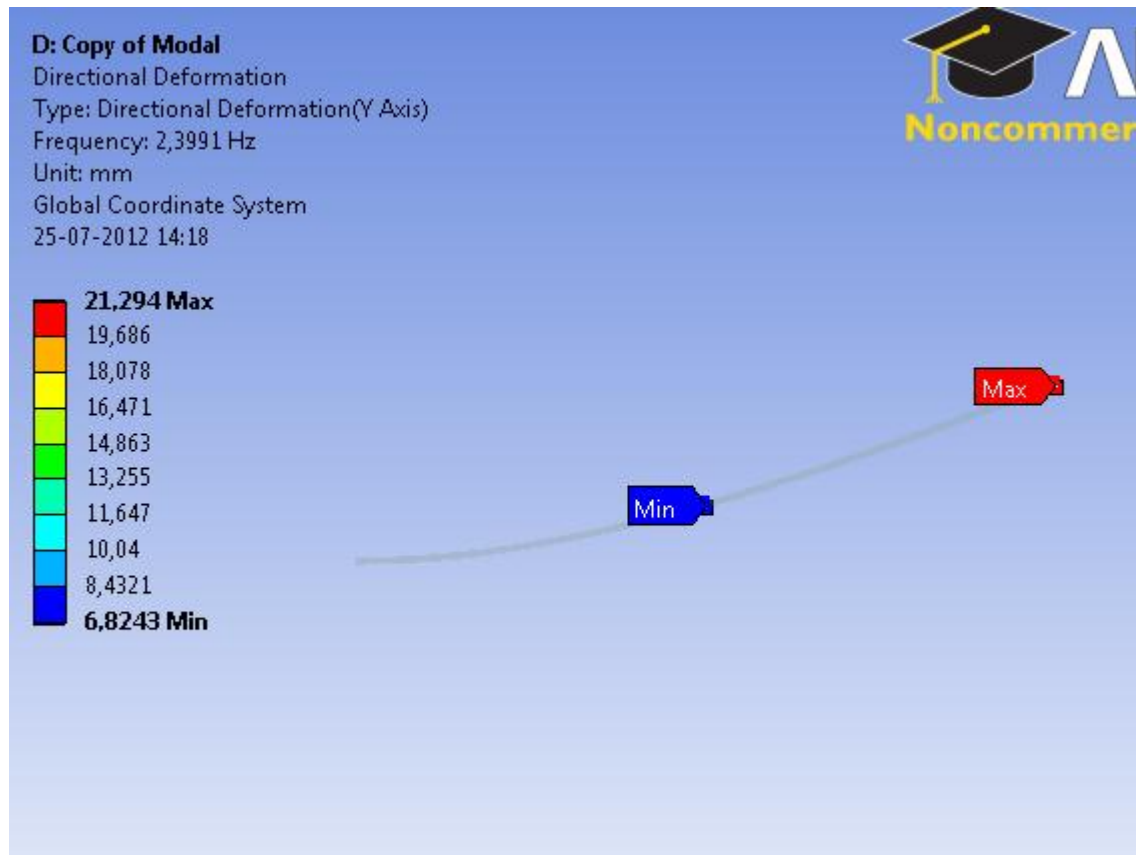 D: Copy of Modal
Directional Deformation
Type: Directional Deformation(Y Axis)
Frequency: 2,3991 Hz
Unit: mm
Global Coordinate System
25-07-2012 14:18
21,294 Max
19,686
18,078
16,471
14,863
13,255
11,647
10,04
8,4321
6,8243 Min
Max
Min